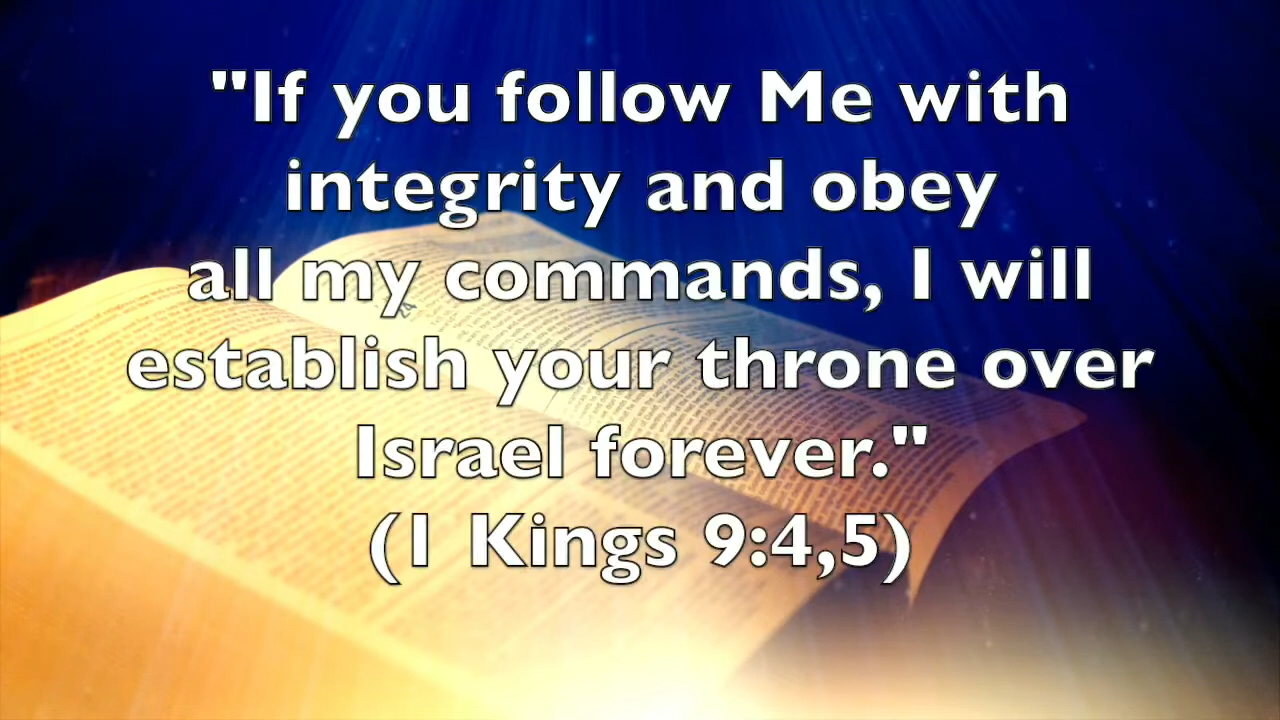 "If you follow Me with
integrity and obey
all my commands, I will
establish your throne over
Israel forever."
(1 Kings 9:4,5)